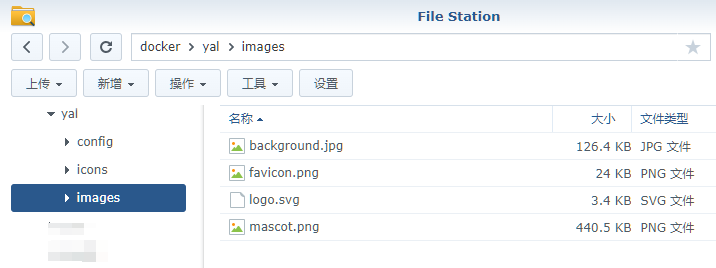 File Station
docker yal images
上传 新增 操作 工具 设置
yal
config
icons
images
名称 大小 文件类型
background.jpg 126.4 KB JPG 文件
favicon.png 24 KB PNG 文件
logo.svg 3.4 KB SVG 文件
mascot.png 440.5 KB PNG 文件